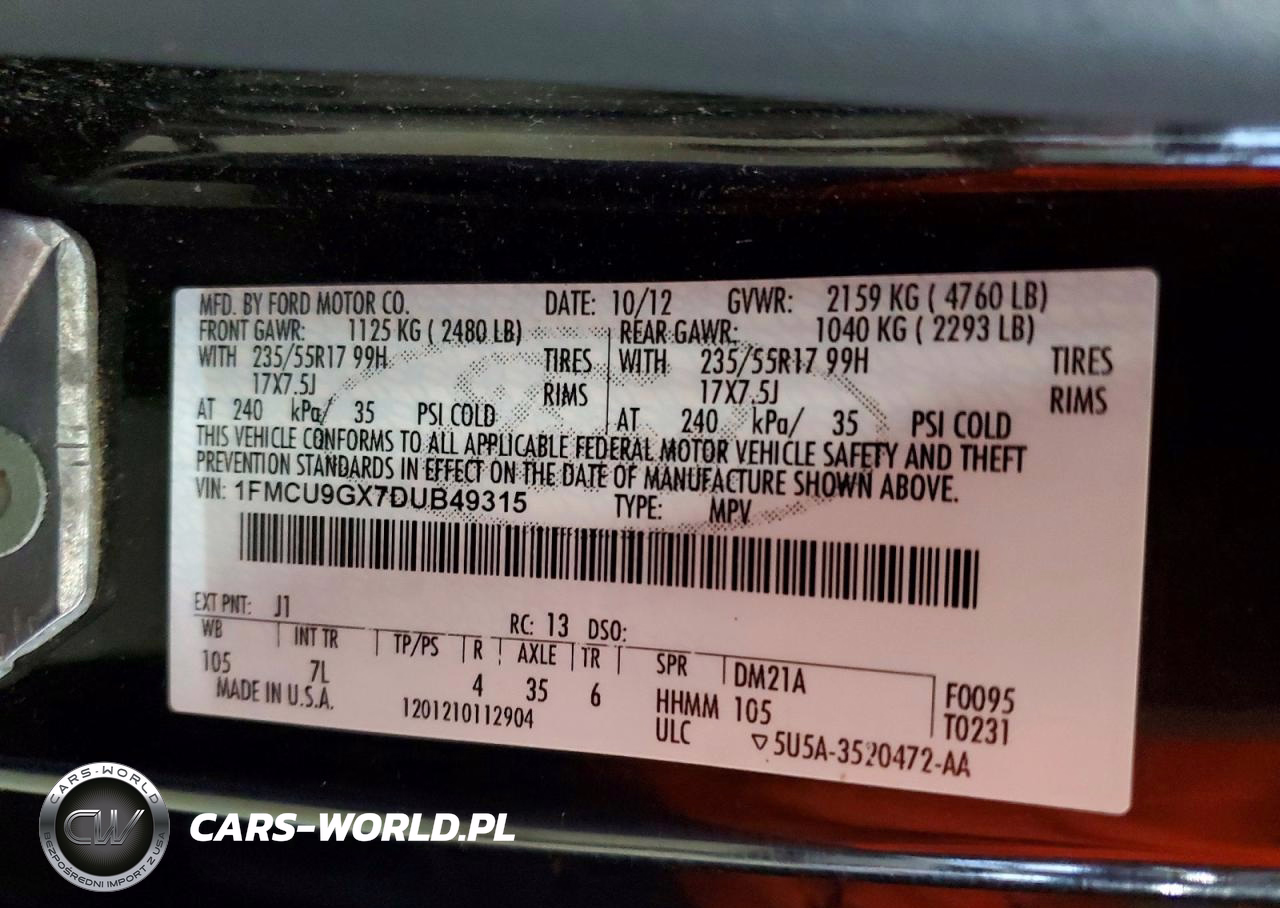 MFD. BY FORD MOTOR CO. DATE: 10/12 GVWR: 2159 KG ( 4760 LB)
FRONT GAWR: 1125 KG ( 2480 LB) REAR GAWR: 1040 KG ( 2293 LB)
WITH 235/55R17 99H TIRES WITH 235/55R17 99H TIRES
17X7.5J RIMS 17X7.5J RIMS
AT 240 kPa/ 35 PSI COLD AT 240 kPa/ 35 PSI COLD
THIS VEHICLE CONFORMS TO ALL APPLICABLE FEDERAL MOTOR VEHICLE SAFETY AND THEFT
PREVENTION STANDARDS IN EFFECT ON THE DATE OF MANUFACTURE SHOWN ABOVE.
VIN: 1FMCU9GX7DUB49315 TYPE: MPV
EXT PNT: J1 RC: 13 DSO:
WB INT TR TP/PS R AXLE TR SPR DM21A F0095
105 7L 4 35 6 HHMM 105 T0231
MADE IN U.S.A. 1201210112904 ULC ▽5U5A-3520472-AA
CARS-WORLD
CW
BEZPOŚREDNI IMPORT Z USA
CARS-WORLD.PL